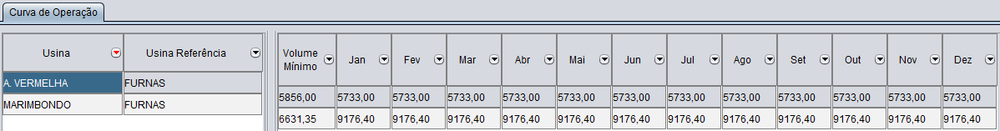 Curva de Operação
Usina Usina Referência Volume Mínimo Jan Fev Mar Abr Mai Jun Jul Ago Set Out Nov Dez
A. VERMELHA FURNAS 5856,00 5733,00 5733,00 5733,00 5733,00 5733,00 5733,00 5733,00 5733,00 5733,00 5733,00 5733,00 5733,00
MARIMBONDO FURNAS 6631,35 9176,40 9176,40 9176,40 9176,40 9176,40 9176,40 9176,40 9176,40 9176,40 9176,40 9176,40 9176,40